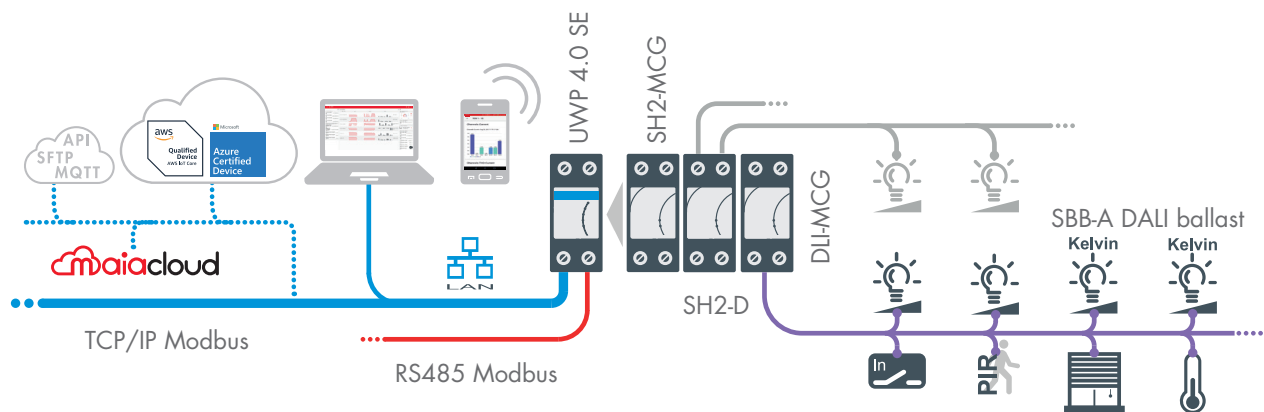 API
SFTP
MQTT
aws
Qualified
Device
AWS IoT Core
Microsoft
Azure
Certified
Device
maiacloud
TCP/IP Modbus
LAN
RS485 Modbus
UWP 4.0 SE
SH2-MCG
SH2-D
DLI-MCG
SBB-A DALI ballast
Kelvin
Kelvin
In
PIR